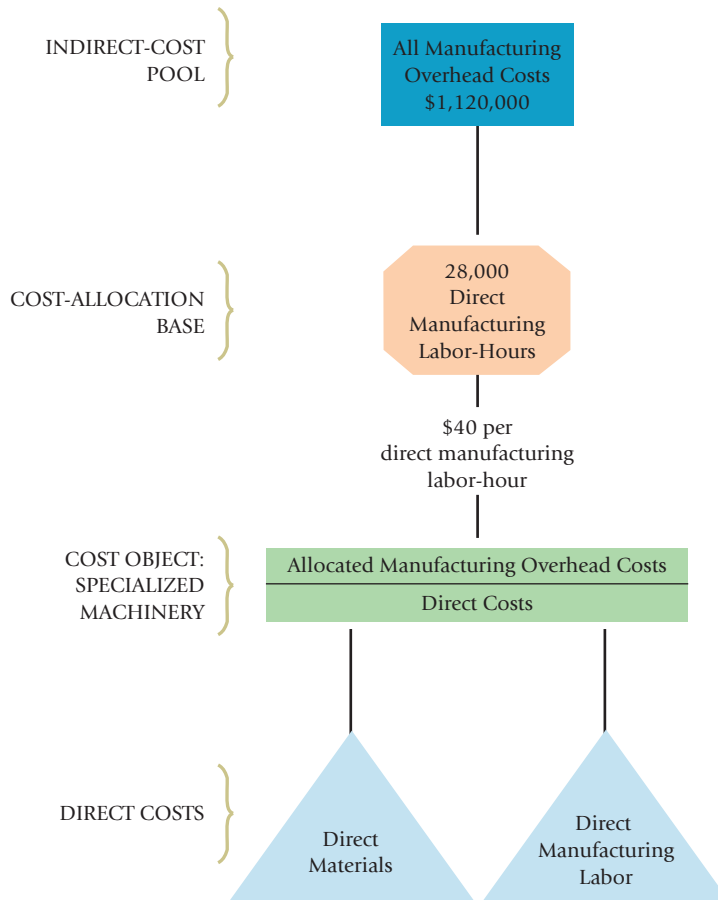 INDIRECT-COST
POOL
All Manufacturing
Overhead Costs
$1,120,000
COST-ALLOCATION
BASE
28,000
Direct
Manufacturing
Labor-Hours
$40 per
direct manufacturing
labor-hour
COST OBJECT:
SPECIALIZED
MACHINERY
Allocated Manufacturing Overhead Costs
Direct Costs
DIRECT COSTS
Direct
Materials
Direct
Manufacturing
Labor